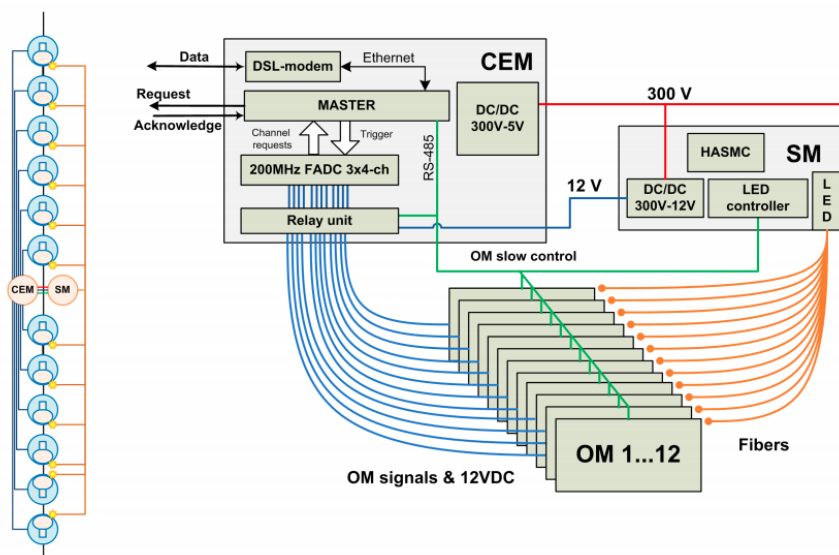 CEM
SM
Data
Request
Acknowledge
DSL-modem
Ethernet
CEM
MASTER
DC/DC
300V-5V
Channel
requests
Trigger
RS-485
200MHz FADC 3x4-ch
Relay unit
300 V
12 V
HASMC
SM
DC/DC
300V-12V
LED
controller
L
E
D
OM slow control
OM 1...12
Fibers
OM signals & 12VDC